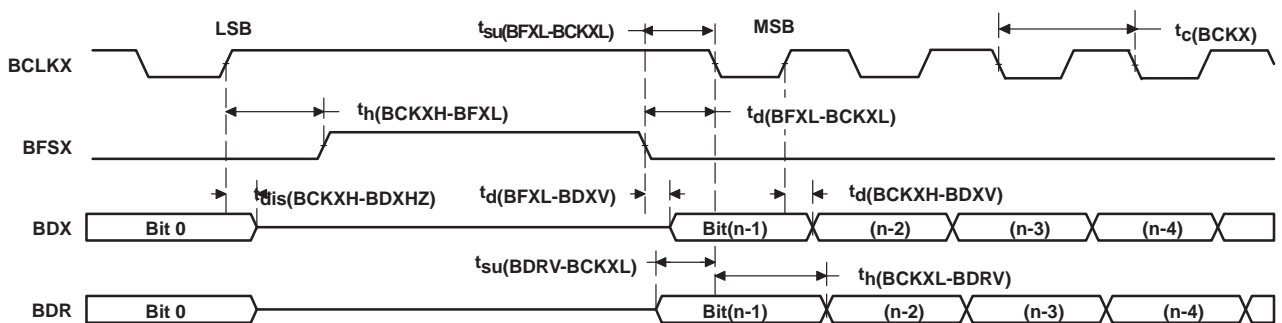 LSB
tsu(BFXL-BCKXL)
MSB
tc(BCKX)
BCLKX
th(BCKXH-BFXL)
td(BFXL-BCKXL)
BFSX
tdis(BCKXH-BDXHZ)
td(BFXL-BDXV)
td(BCKXH-BDXV)
BDX
Bit 0
Bit(n-1)
(n-2)
(n-3)
(n-4)
tsu(BDRV-BCKXL)
th(BCKXL-BDRV)
BDR
Bit 0
Bit(n-1)
(n-2)
(n-3)
(n-4)